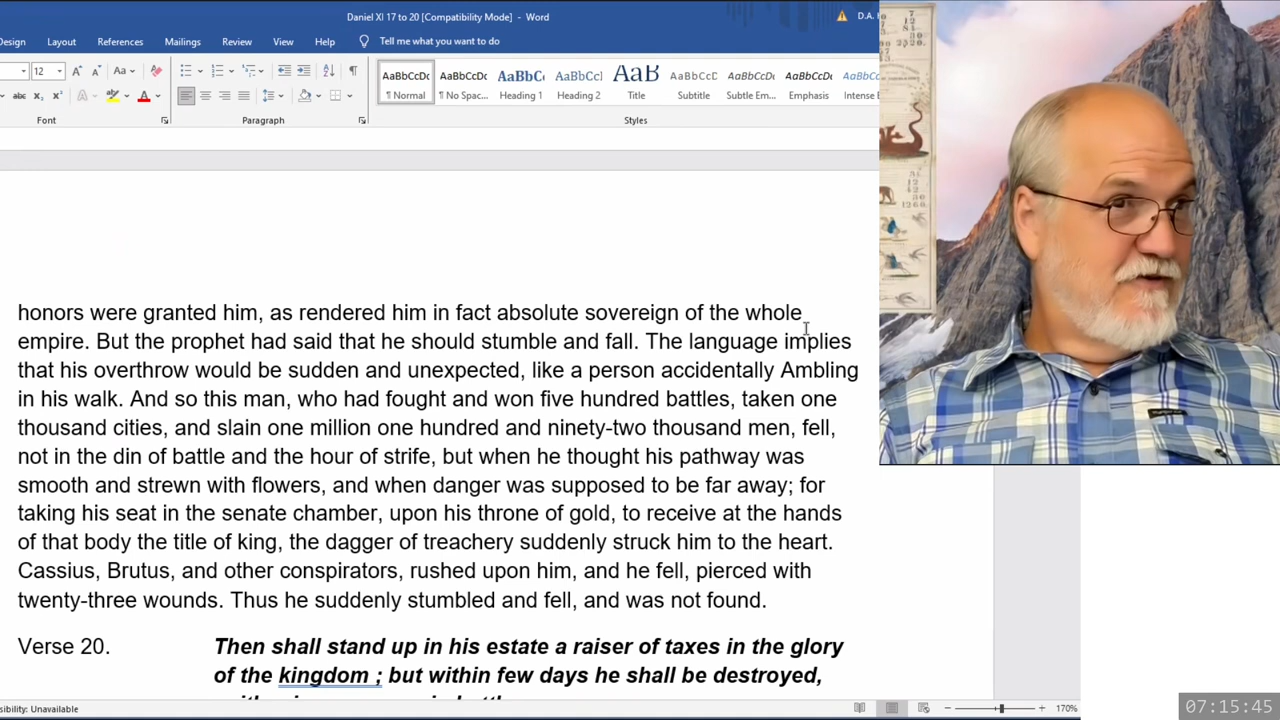 Daniel XI 17 to 20 [Compatibility Mode] - Word
D.A.
Design Layout References Mailings Review View Help Tell me what you want to do
12 Aa
AaBbCcDc AaBbCcDc AaBbC AaBbCcl AaB AaBbCcD AaBbCcDc AaBbCcDc AaBbCcDc
abc x₂ x² A A
¶ Normal ¶ No Spac... Heading 1 Heading 2 Title Subtitle Subtle Em... Emphasis Intense E
Font Paragraph Styles
honors were granted him, as rendered him in fact absolute sovereign of the whole
empire. But the prophet had said that he should stumble and fall. The language implies
that his overthrow would be sudden and unexpected, like a person accidentally Ambling
in his walk. And so this man, who had fought and won five hundred battles, taken one
thousand cities, and slain one million one hundred and ninety-two thousand men, fell,
not in the din of battle and the hour of strife, but when he thought his pathway was
smooth and strewn with flowers, and when danger was supposed to be far away; for
taking his seat in the senate chamber, upon his throne of gold, to receive at the hands
of that body the title of king, the dagger of treachery suddenly struck him to the heart.
Cassius, Brutus, and other conspirators, rushed upon him, and he fell, pierced with
twenty-three wounds. Thus he suddenly stumbled and fell, and was not found.
Verse 20. Then shall stand up in his estate a raiser of taxes in the glory
of the kingdom ; but within few days he shall be destroyed,
sibility: Unavailable
170%
07:15:45